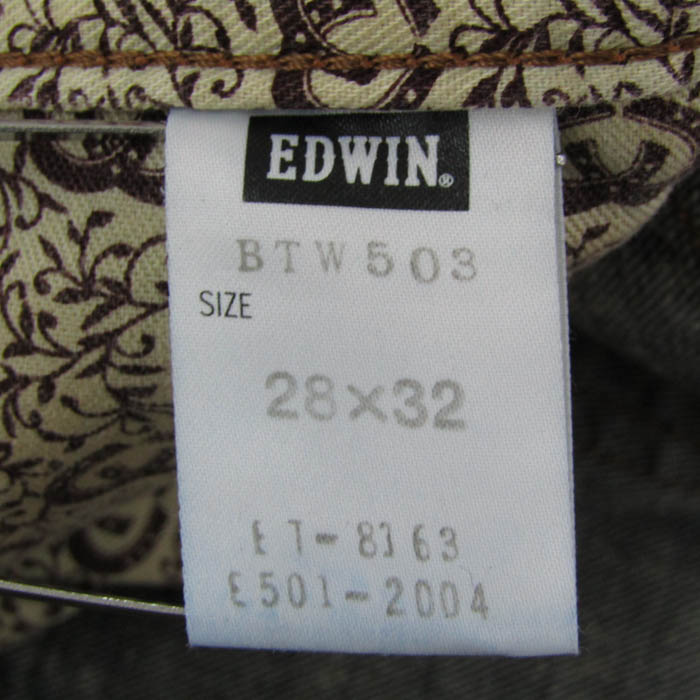 EDWIN®
BTW503
SIZE
28×32
ET-8163
E501-2004